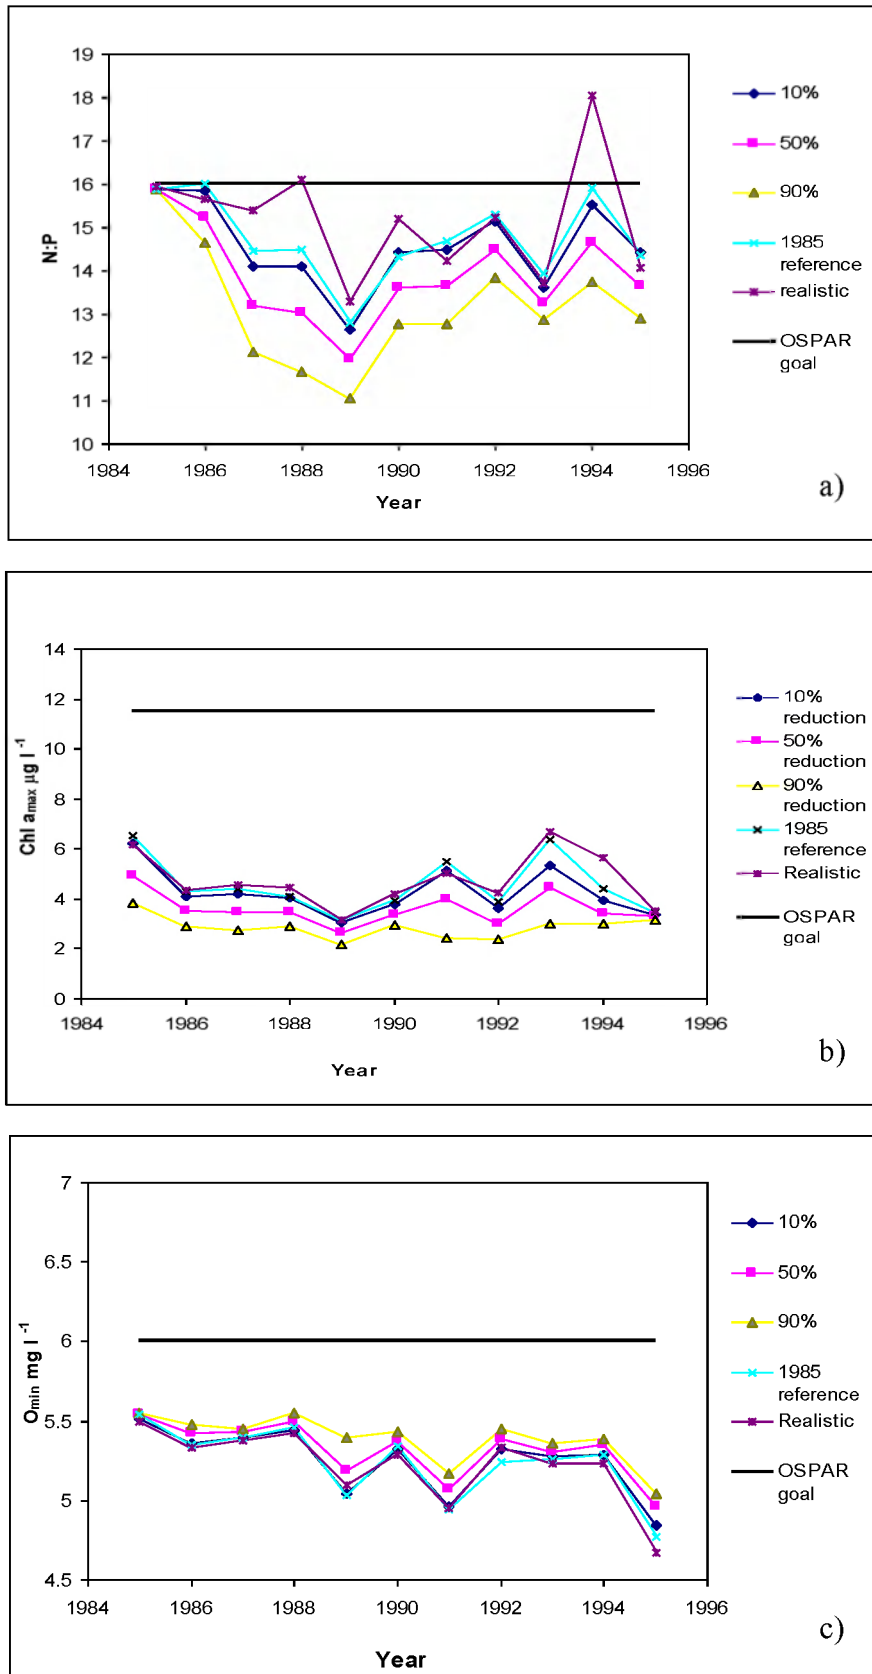 19
18
17
16
15
14
13
12
11
10
N:P
1984
1986
1988
1990
1992
1994
1996
Year
10%
50%
90%
1985
reference
realistic
OSPAR
goal
a)
14
12
10
8
6
4
2
0
Chl amax µg l-1
1984
1986
1988
1990
1992
1994
1996
Year
10%
reduction
50%
reduction
90%
reduction
1985
reference
Realistic
OSPAR
goal
b)
7
6.5
6
5.5
5
4.5
Omin mg l-1
1984
1986
1988
1990
1992
1994
1996
Year
10%
50%
90%
1985
reference
Realistic
OSPAR
goal
c)